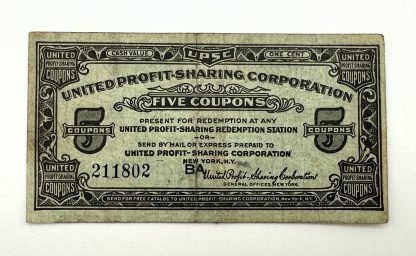 CASH VALUE UPSC ONE CENT
UNITED PROFIT-SHARING COUPONS
UNITED PROFIT-SHARING COUPONS
UNITED PROFIT-SHARING CORPORATION
FIVE COUPONS
5 COUPONS
5 COUPONS
PRESENT FOR REDEMPTION AT ANY
UNITED PROFIT-SHARING REDEMPTION STATION
-OR-
SEND BY MAIL OR EXPRESS PREPAID TO
UNITED PROFIT-SHARING CORPORATION
NEW YORK, N.Y.
211802 BA United Profit-Sharing Corporation
GENERAL OFFICES NEW YORK
UNITED PROFIT-SHARING COUPONS
UNITED PROFIT-SHARING COUPONS
SEND FOR FREE CATALOG TO UNITED PROFIT-SHARING CORPORATION, New York, N.Y.